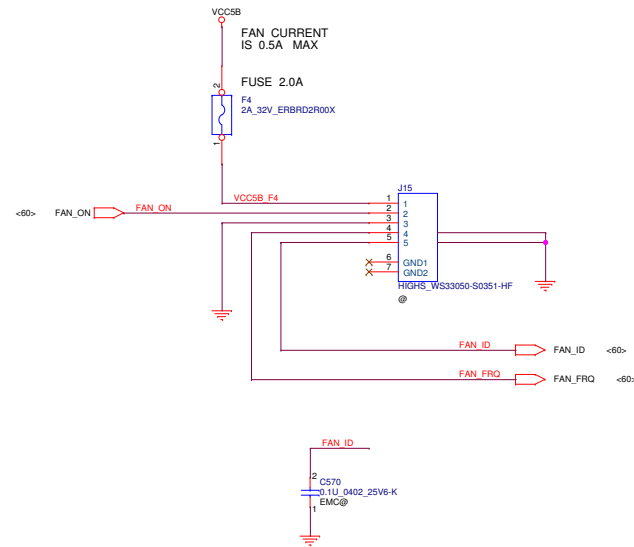 VCC5B
FAN CURRENT
IS 0.5A MAX
FUSE 2.0A
2
F4
2A_32V_ERBRD2R00X
1
J15
VCC5B_F4
1
1
<60>
FAN_ON
FAN_ON
2
2
3
3
4
4
5
5
6
GND1
7
GND2
HIGHS_WS33050-S0351-HF
@
FAN_ID
FAN_ID
<60>
FAN_FRQ
FAN_FRQ
<60>
FAN_ID
2
C570
0.1U_0402_25V6-K
EMC@
1